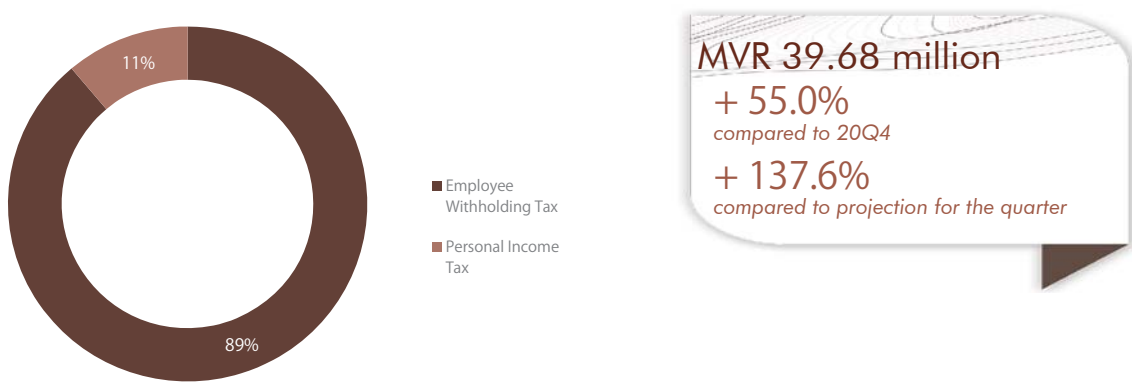 11%
89%
Employee
Withholding Tax
Personal Income
Tax
MVR 39.68 million
+ 55.0%
compared to 20Q4
+ 137.6%
compared to projection for the quarter